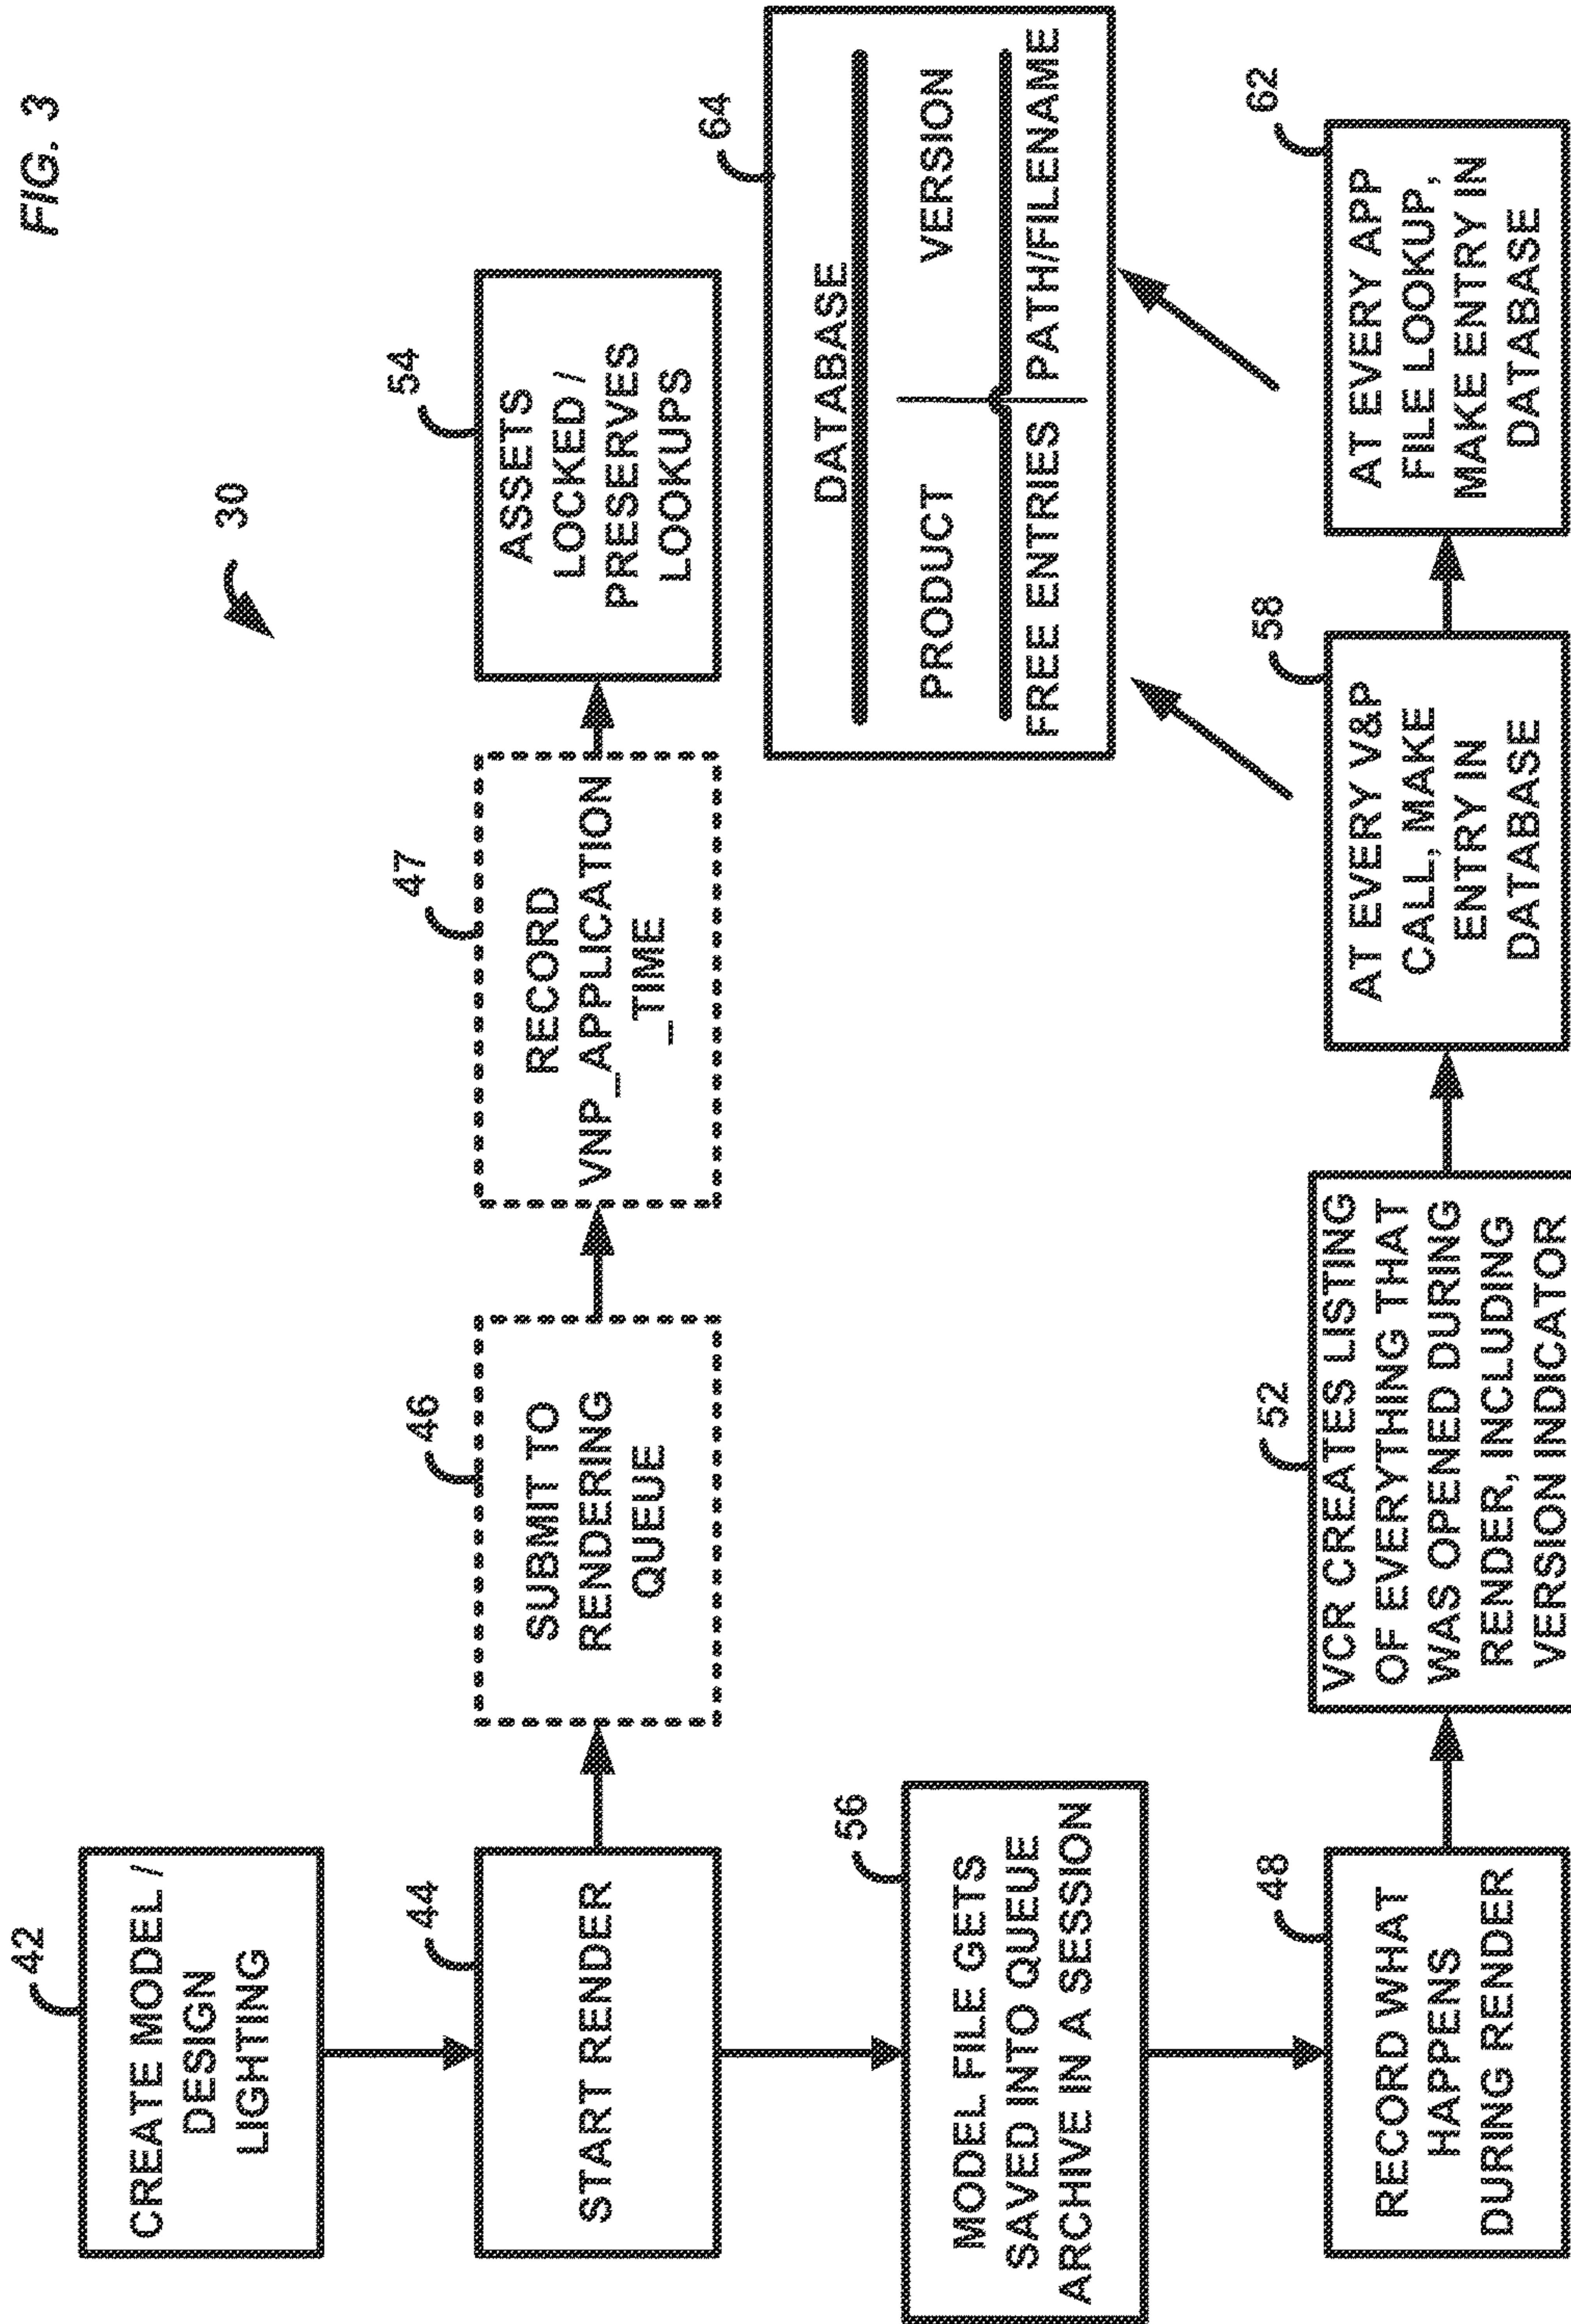 FIG. 3
30
42
CREATE MODEL /
DESIGN
LIGHTING
44
START RENDER
46
SUBMIT TO
RENDERING
QUEUE
47
RECORD
VNP_APPLICATION
_TIME
54
ASSETS
LOCKED /
PRESERVES
LOOKUPS
56
MODEL FILE GETS
SAVED INTO QUEUE
ARCHIVE IN A SESSION
64
DATABASE
PRODUCT VERSION
FREE ENTRIES PATH/FILENAME
48
RECORD WHAT
HAPPENS
DURING RENDER
52
VCR CREATES LISTING
OF EVERYTHING THAT
WAS OPENED DURING
RENDER, INCLUDING
VERSION INDICATOR
58
AT EVERY V&P
CALL, MAKE
ENTRY IN
DATABASE
62
AT EVERY APP
FILE LOOKUP,
MAKE ENTRY IN
DATABASE